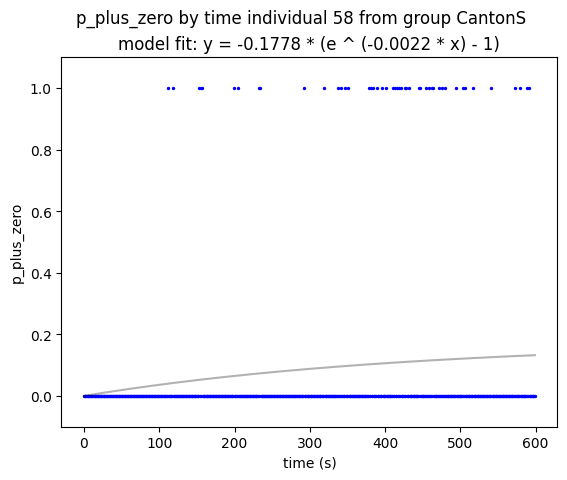 p_plus_zero by time individual 58 from group CantonS
model fit: y = -0.1778 * (e ^ (-0.0022 * x) - 1)
1.0
0.8
0.6
0.4
0.2
0.0
p_plus_zero
0 100 200 300 400 500 600
time (s)